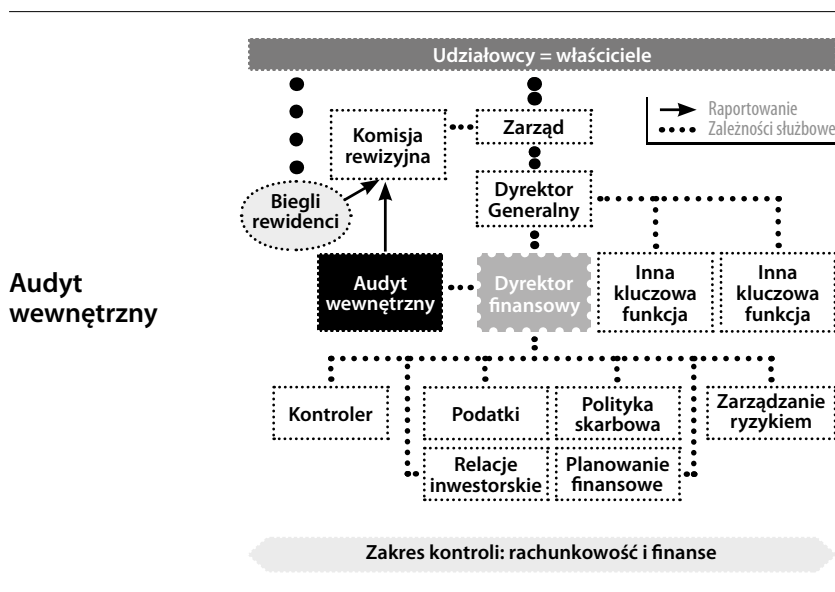 Udziałowcy = właściciele
Raportowanie
Zależności służbowe
Komisja
rewizyjna
Zarząd
Biegli
rewidenci
Dyrektor
Generalny
Audyt
wewnętrzny
Audyt
wewnętrzny
Dyrektor
finansowy
Inna
kluczowa
funkcja
Inna
kluczowa
funkcja
Kontroler
Podatki
Polityka
skarbowa
Zarządzanie
ryzykiem
Relacje
inwestorskie
Planowanie
finansowe
Zakres kontroli: rachunkowość i finanse